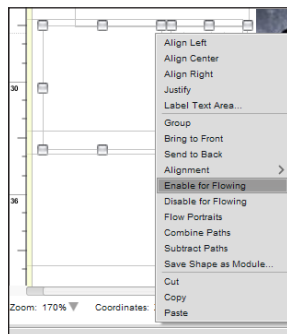 Align Left
Align Center
Align Right
Justify
Label Text Area...
Group
Bring to Front
Send to Back
Alignment
Enable for Flowing
Disable for Flowing
Flow Portraits
Combine Paths
Subtract Paths
Save Shape as Module...
Cut
Copy
Paste
30
36
Zoom: 170% Coordinates: